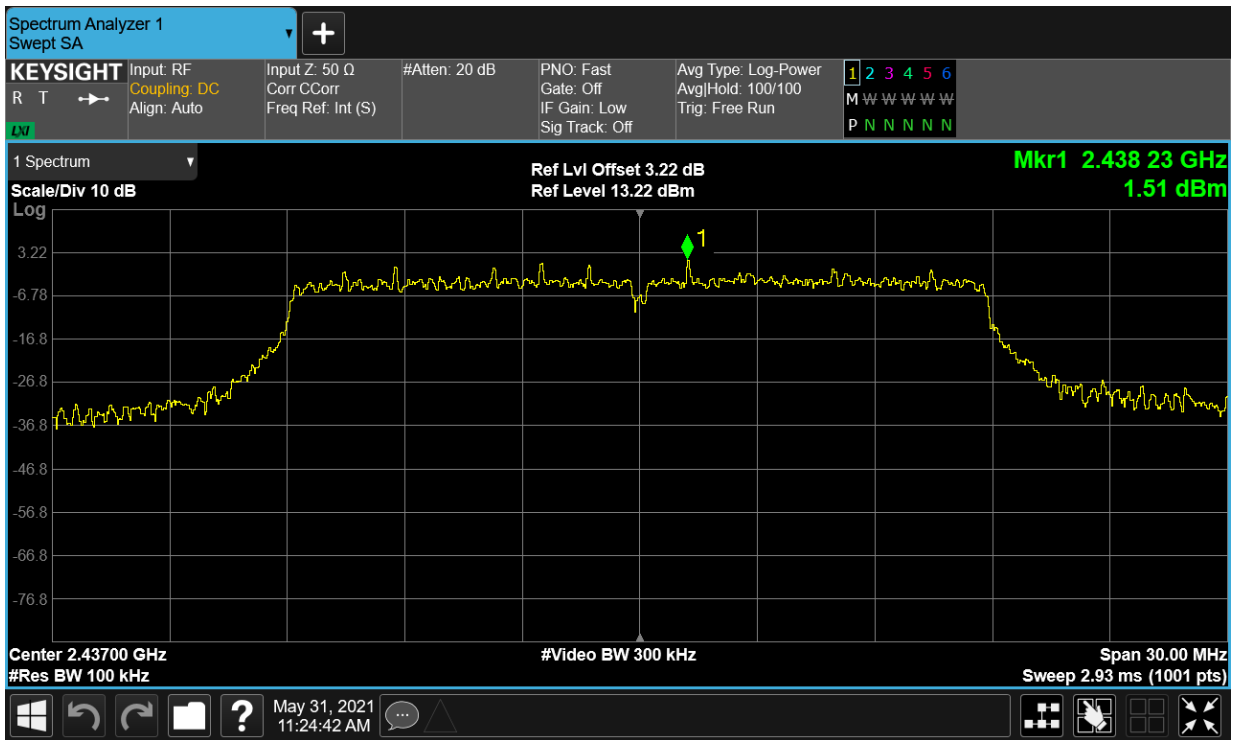 Spectrum Analyzer 1
Swept SA
KEYSIGHT
R T
LXI
Input: RF
Coupling: DC
Align: Auto
Input Z: 50 Ω
Corr CCorr
Freq Ref: Int (S)
#Atten: 20 dB
PNO: Fast
Gate: Off
IF Gain: Low
Sig Track: Off
Avg Type: Log-Power
Avg|Hold: 100/100
Trig: Free Run
1 2 3 4 5 6
M W W W W W
P N N N N N
1 Spectrum
Scale/Div 10 dB
Log
Ref Lvl Offset 3.22 dB
Ref Level 13.22 dBm
Mkr1 2.438 23 GHz
1.51 dBm
1
3.22
-6.78
-16.8
-26.8
-36.8
-46.8
-56.8
-66.8
-76.8
Center 2.43700 GHz
#Res BW 100 kHz
#Video BW 300 kHz
Span 30.00 MHz
Sweep 2.93 ms (1001 pts)
?
May 31, 2021
11:24:42 AM